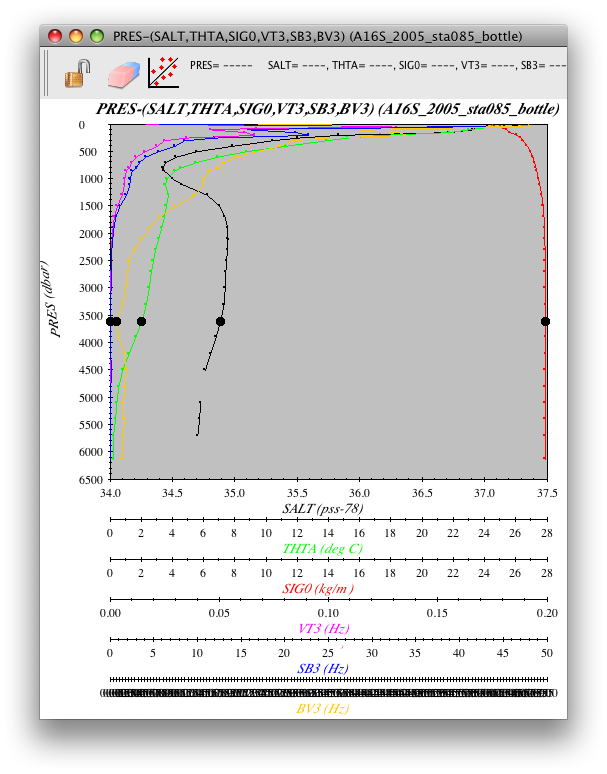 PRES-(SALT,THTA,SIG0,VT3,SB3,BV3) (A16S_2005_sta085_bottle)
PRES= ----- SALT= ----, THTA= ----, SIG0= ----, VT3= ----, SB3= --
PRES-(SALT,THTA,SIG0,VT3,SB3,BV3) (A16S_2005_sta085_bottle)
0
500
1000
1500
2000
2500
3000
3500
4000
4500
5000
5500
6000
6500
PRES (dbar)
34.0 34.5 35.0 35.5 36.0 36.5 37.0 37.5
SALT (pss-78)
0 2 4 6 8 10 12 14 16 18 20 22 24 26 28
THTA (deg C)
0 2 4 6 8 10 12 14 16 18 20 22 24 26 28
SIG0 (kg/m )
0.00 0.05 0.10 0.15 0.20
VT3 (Hz)
0 5 10 15 20 25 30 35 40 45 50
SB3 (Hz)
BV3 (Hz)